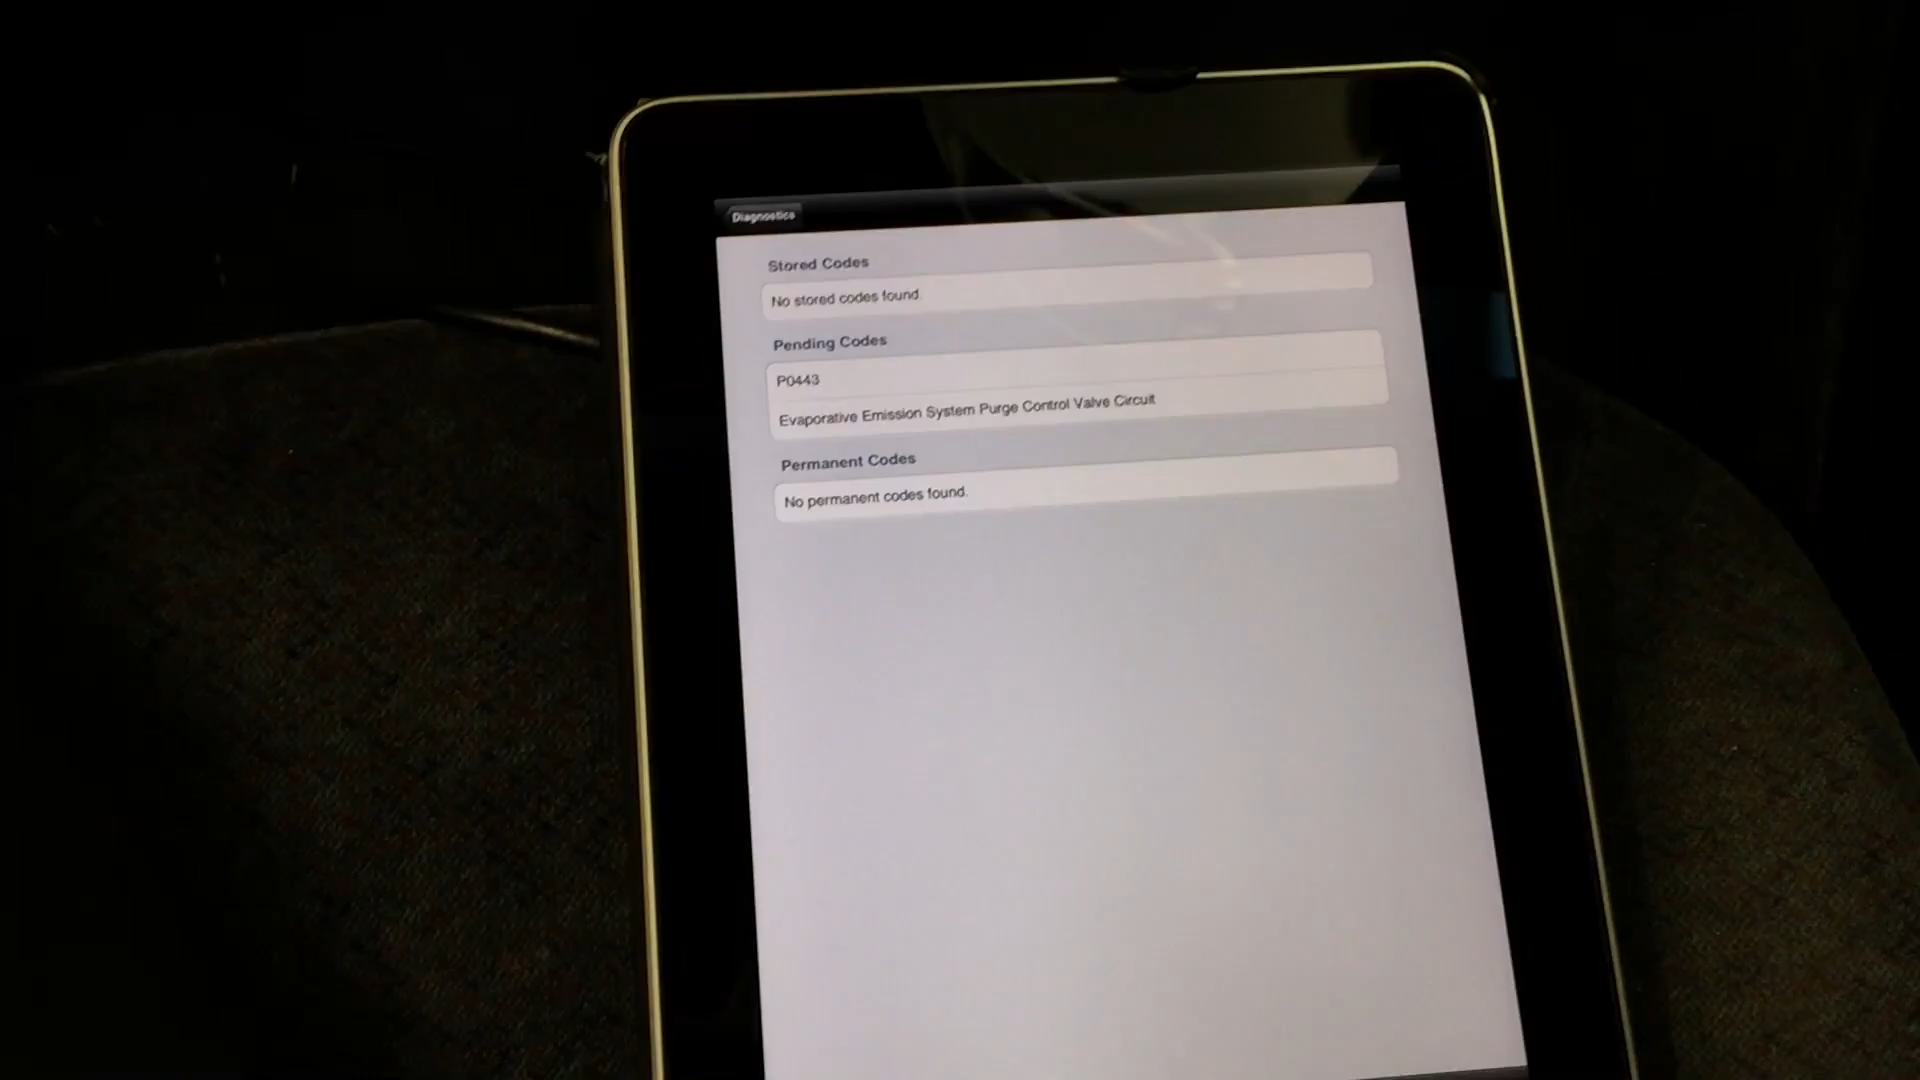 Diagnostics
Stored Codes
No stored codes found.
Pending Codes
P0443
Evaporative Emission System Purge Control Valve Circuit
Permanent Codes
No permanent codes found.